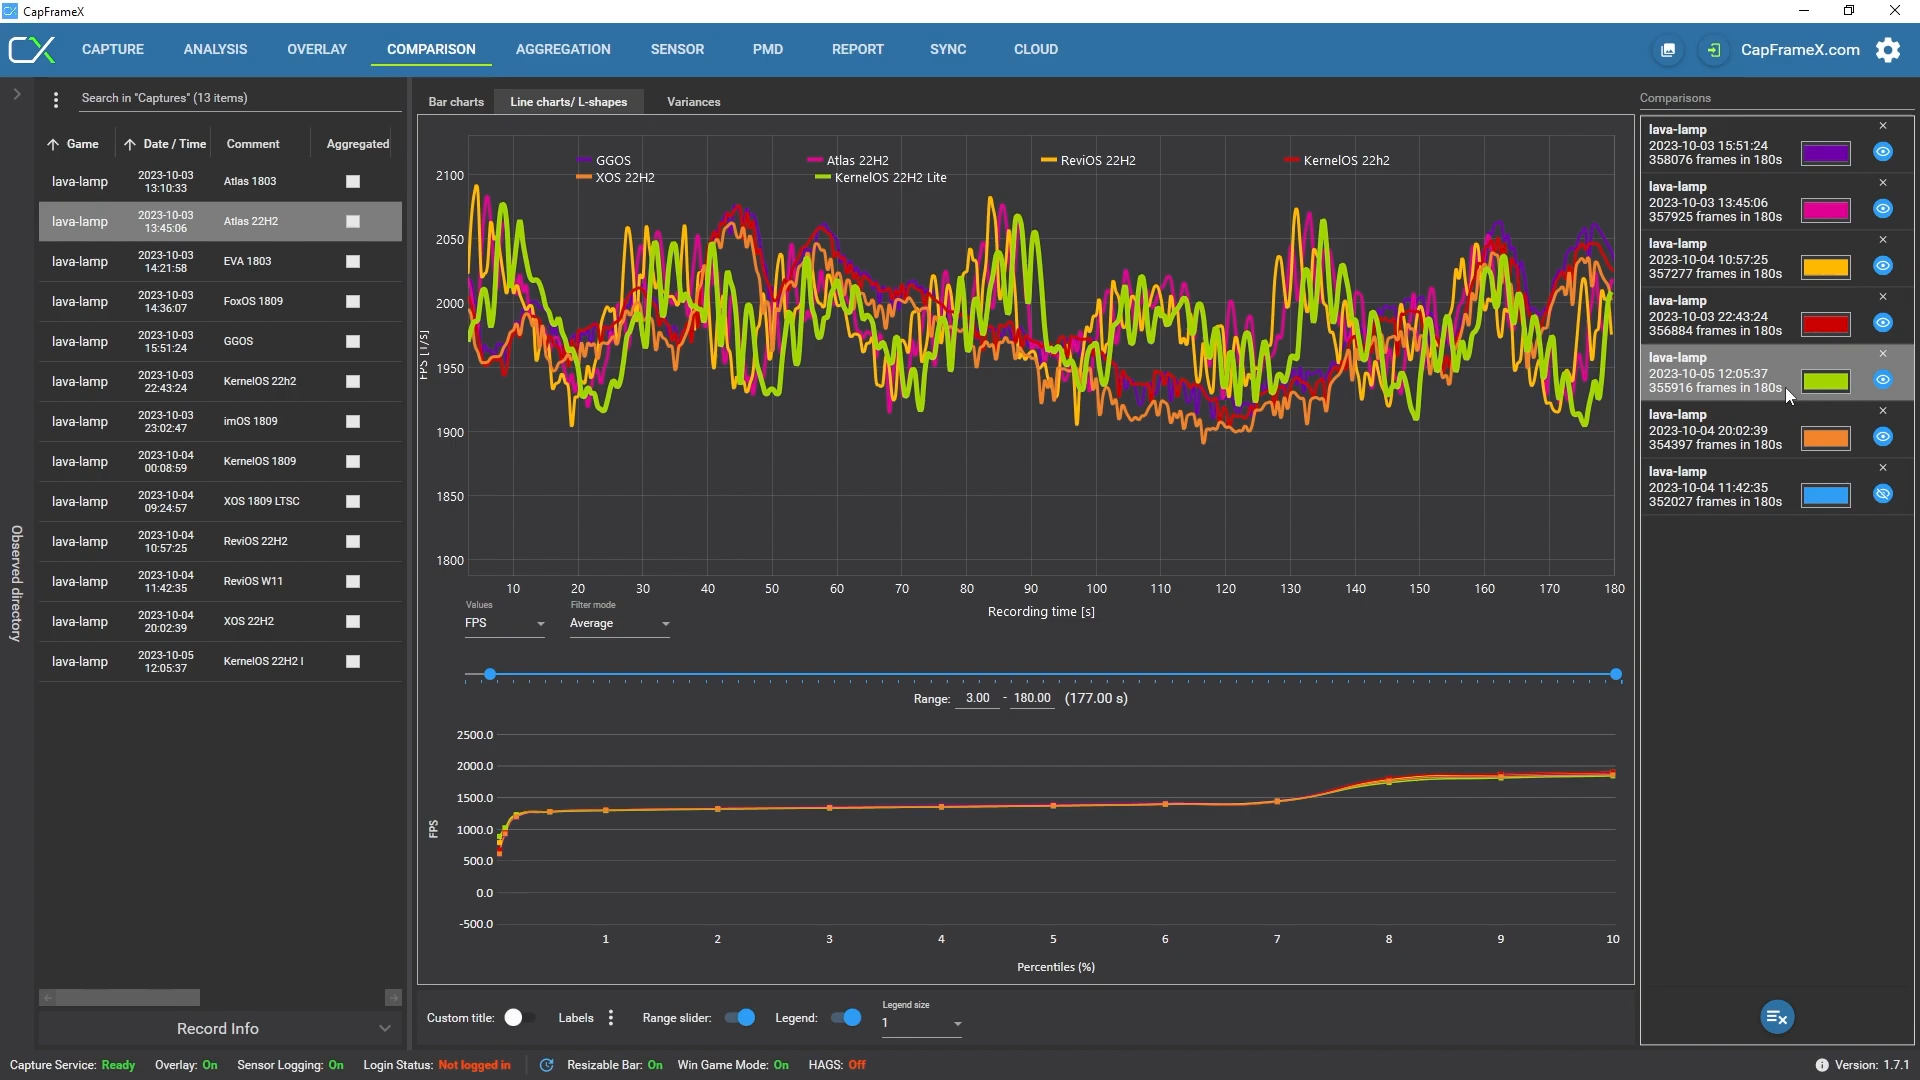 CapFrameX
CX
CAPTURE
ANALYSIS
OVERLAY
COMPARISON
AGGREGATION
SENSOR
PMD
REPORT
SYNC
CLOUD
CapFrameX.com
Search in "Captures" (13 items)
Game
Date / Time
Comment
Aggregated
lava-lamp
2023-10-03
13:10:33
Atlas 1803
lava-lamp
2023-10-03
13:45:06
Atlas 22H2
lava-lamp
2023-10-03
14:21:58
EVA 1803
lava-lamp
2023-10-03
14:36:07
FoxOS 1809
lava-lamp
2023-10-03
15:51:24
GGOS
lava-lamp
2023-10-03
22:43:24
KernelOS 22h2
lava-lamp
2023-10-03
23:02:47
imOS 1809
lava-lamp
2023-10-04
00:08:59
KernelOS 1809
lava-lamp
2023-10-04
09:24:57
XOS 1809 LTSC
lava-lamp
2023-10-04
10:57:25
ReviOS 22H2
lava-lamp
2023-10-04
11:42:35
ReviOS W11
lava-lamp
2023-10-04
20:02:39
XOS 22H2
lava-lamp
2023-10-05
12:05:37
KernelOS 22H2 l
Observed directory
Record Info
Bar charts
Line charts/ L-shapes
Variances
GGOS
Atlas 22H2
ReviOS 22H2
KernelOS 22h2
XOS 22H2
KernelOS 22H2 Lite
FPS [1/s]
2100
2050
2000
1950
1900
1850
1800
10 20 30 40 50 60 70 80 90 100 110 120 130 140 150 160 170 180
Recording time [s]
Values
FPS
Filter mode
Average
Range: 3.00 - 180.00 (177.00 s)
FPS
2500.0
2000.0
1500.0
1000.0
500.0
0.0
-500.0
1 2 3 4 5 6 7 8 9 10
Percentiles (%)
Custom title:
Labels
Range slider:
Legend:
Legend size
1
Comparisons
lava-lamp
2023-10-03 15:51:24
358076 frames in 180s
lava-lamp
2023-10-03 13:45:06
357925 frames in 180s
lava-lamp
2023-10-04 10:57:25
357277 frames in 180s
lava-lamp
2023-10-03 22:43:24
356884 frames in 180s
lava-lamp
2023-10-05 12:05:37
355916 frames in 180s
lava-lamp
2023-10-04 20:02:39
354397 frames in 180s
lava-lamp
2023-10-04 11:42:35
352027 frames in 180s
Capture Service: Ready
Overlay: On
Sensor Logging: On
Login Status: Not logged in
Resizable Bar: On
Win Game Mode: On
HAGS: Off
Version: 1.7.1